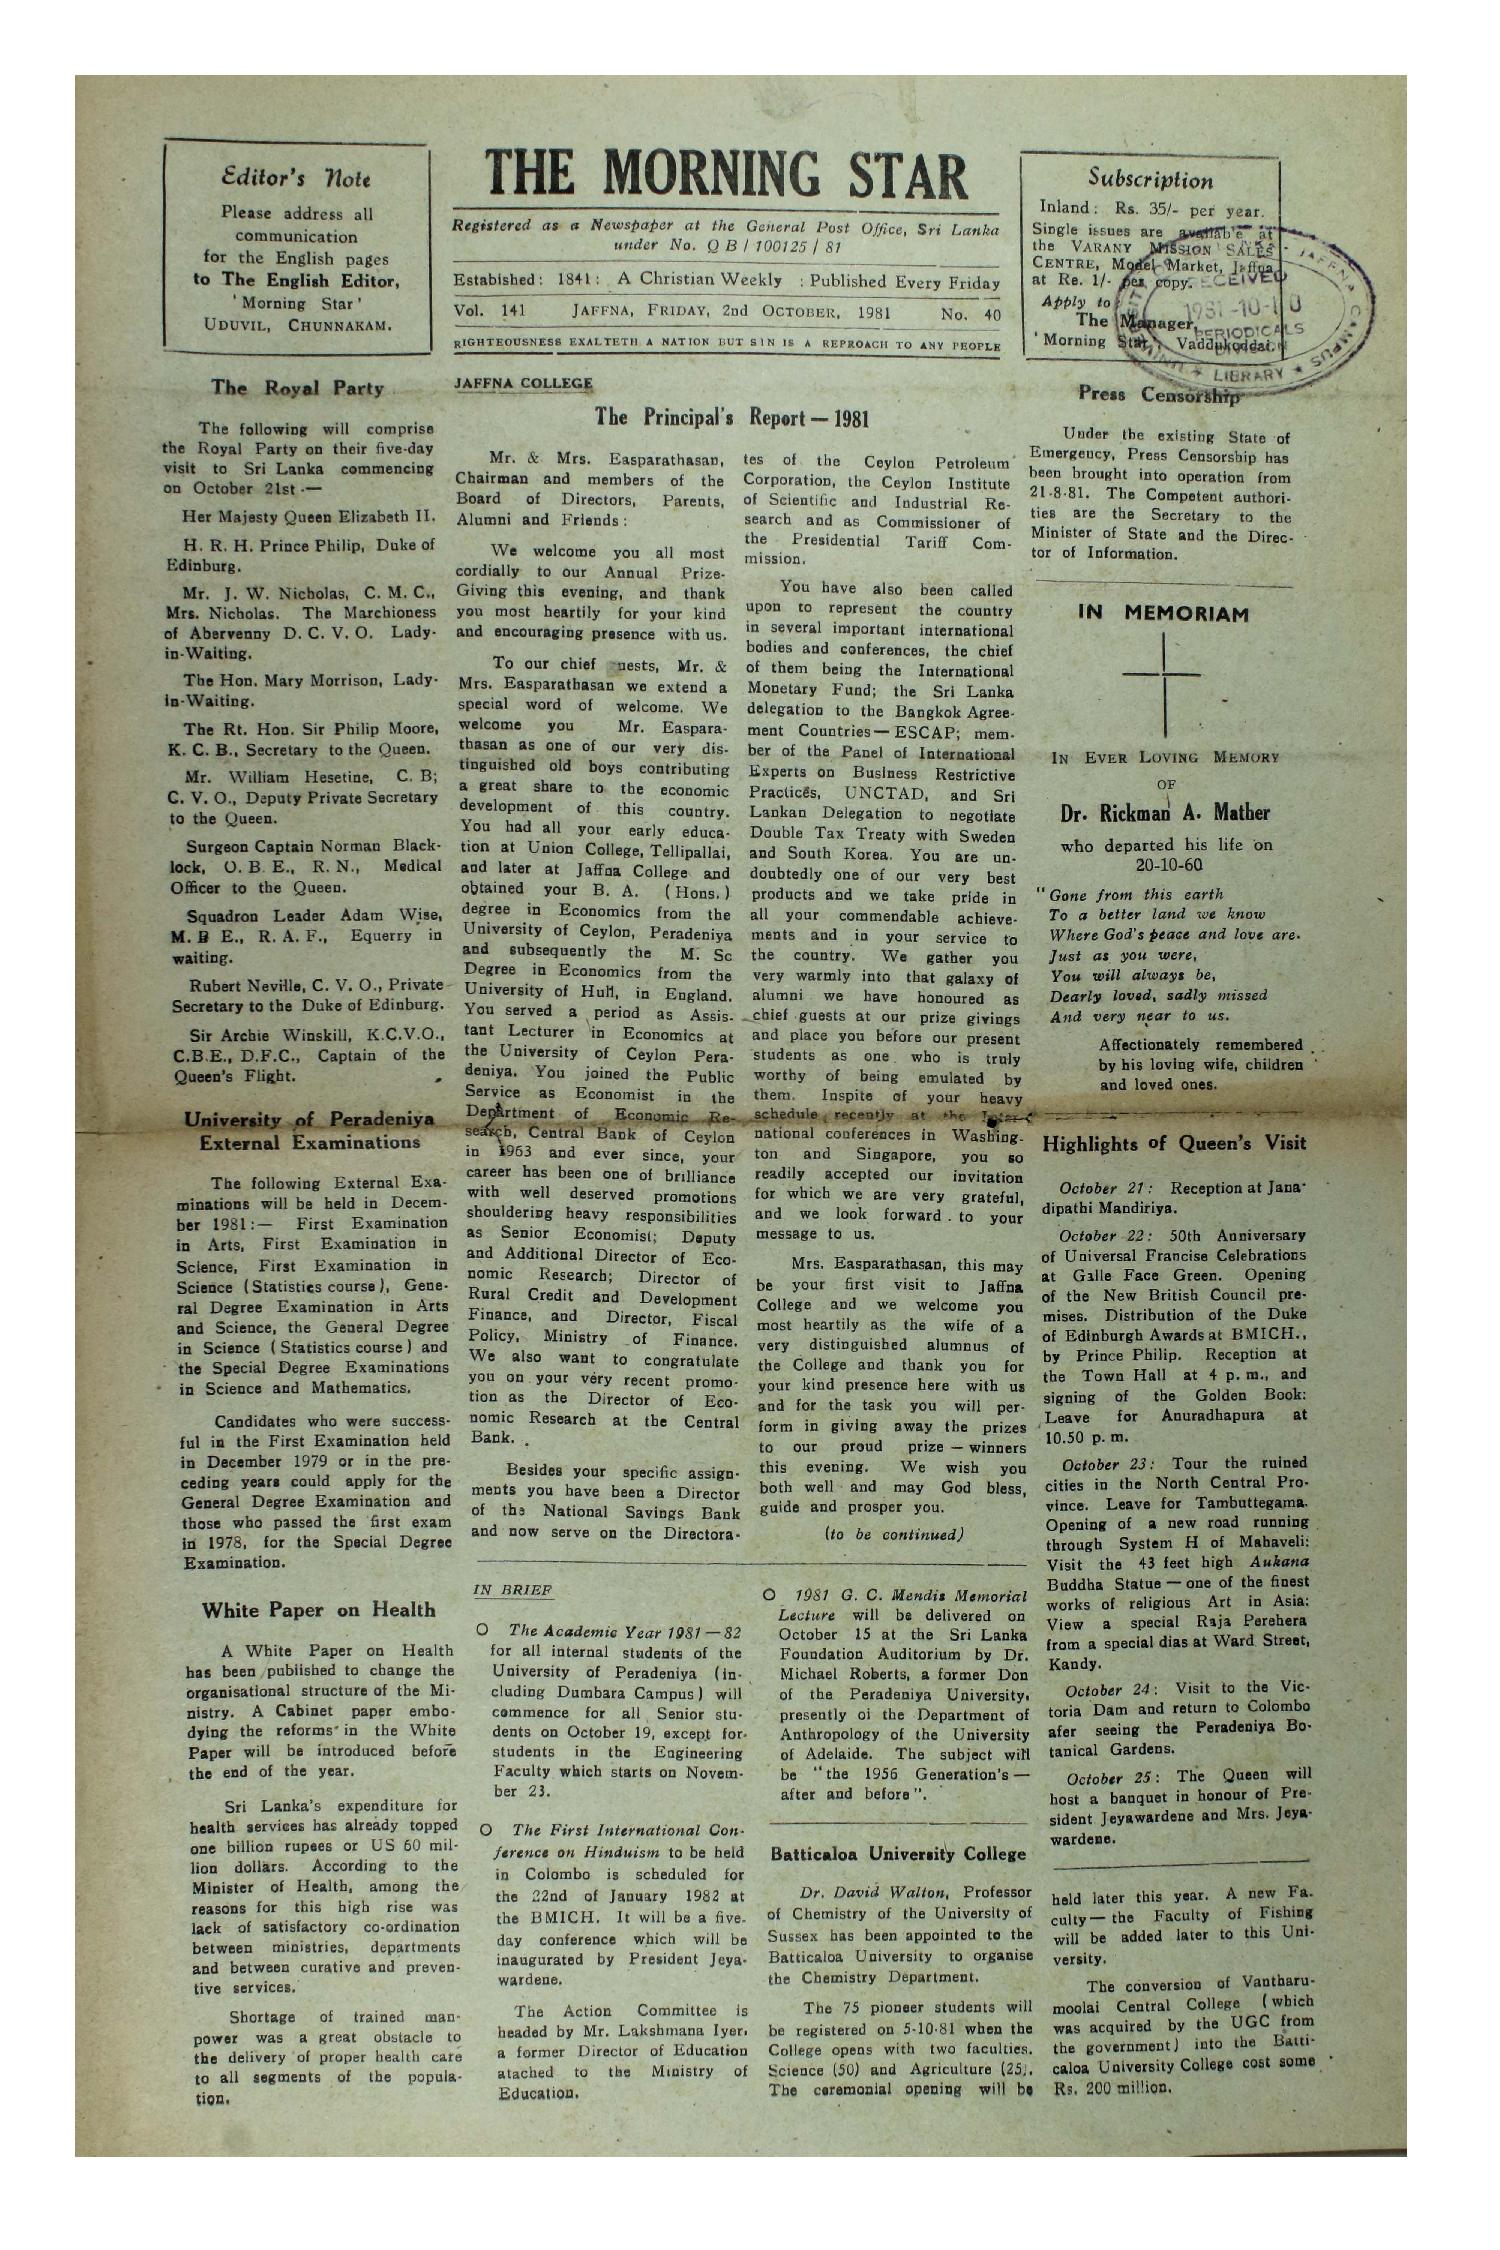 Editor's Note
Please address all
communication
for the English pages
to The English Editor,
'Morning Star'
UDUVIL, CHUNNAKAM.
THE MORNING STAR
Registered as a Newspaper at the General Post Office, Sri Lanka
under No. Q B / 100125 / 81
Estabished: 1841: A Christian Weekly : Published Every Friday
Vol. 141 JAFFNA, FRIDAY, 2nd OCTOBER, 1981 No. 40
RIGHTEOUSNESS EXALTETH A NATION BUT SIN IS A REPROACH TO ANY PEOPLE
Subscription
Inland: Rs. 35/- per year.
Single issues are available at
the VARANY MISSION SALES
CENTRE, Model Market, Jaffna
at Re. 1/- per copy.
Apply to
The Manager,
'Morning Star', Vaddukoddai.
JAFFNA CAMPUS
RECEIVED
1981-10-10
PERIODICALS
LIBRARY
The Royal Party
The following will comprise
the Royal Party on their five-day
visit to Sri Lanka commencing
on October 21st —
Her Majesty Queen Elizabeth II.
H. R. H. Prince Philip, Duke of
Edinburg.
Mr. J. W. Nicholas, C. M. C.,
Mrs. Nicholas. The Marchioness
of Abervenny D. C. V. O. Lady-
in-Waiting.
The Hon. Mary Morrison, Lady-
in-Waiting.
The Rt. Hon. Sir Philip Moore,
K. C. B., Secretary to the Queen.
Mr. William Hesetine, C. B;
C. V. O., Deputy Private Secretary
to the Queen.
Surgeon Captain Norman Black-
lock, O. B. E., R. N., Medical
Officer to the Queen.
Squadron Leader Adam Wise,
M. B E., R. A. F., Equerry in
waiting.
Rubert Neville, C. V. O., Private
Secretary to the Duke of Edinburg.
Sir Archie Winskill, K.C.V.O.,
C.B.E., D.F.C., Captain of the
Queen's Flight.
University of Peradeniya
External Examinations
The following External Exa-
minations will be held in Decem-
ber 1981:— First Examination
in Arts, First Examination in
Science, First Examination in
Science (Statistics course), Gene-
ral Degree Examination in Arts
and Science, the General Degree
in Science (Statistics course) and
the Special Degree Examinations
in Science and Mathematics.
Candidates who were success-
ful in the First Examination held
in December 1979 or in the pre-
ceding years could apply for the
General Degree Examination and
those who passed the first exam
in 1978, for the Special Degree
Examination.
White Paper on Health
A White Paper on Health
has been published to change the
organisational structure of the Mi-
nistry. A Cabinet paper embo-
dying the reforms in the White
Paper will be introduced before
the end of the year.
Sri Lanka's expenditure for
health services has already topped
one billion rupees or US 60 mil-
lion dollars. According to the
Minister of Health, among the
reasons for this high rise was
lack of satisfactory co-ordination
between ministries, departments
and between curative and preven-
tive services.
Shortage of trained man-
power was a great obstacle to
the delivery of proper health care
to all segments of the popula-
tion.
JAFFNA COLLEGE
The Principal's Report — 1981
Mr. & Mrs. Easparathasan,
Chairman and members of the
Board of Directors, Parents,
Alumni and Friends:
We welcome you all most
cordially to our Annual Prize-
Giving this evening, and thank
you most heartily for your kind
and encouraging presence with us.
To our chief uests, Mr. &
Mrs. Easparathasan we extend a
special word of welcome. We
welcome you Mr. Easpara-
thasan as one of our very dis-
tinguished old boys contributing
a great share to the economic
development of this country.
You had all your early educa-
tion at Union College, Tellipallai,
and later at Jaffna College and
obtained your B. A. (Hons.)
degree in Economics from the
University of Ceylon, Peradeniya
and subsequently the M. Sc
Degree in Economics from the
University of Hull, in England.
You served a period as Assis-
tant Lecturer in Economics at
the University of Ceylon Pera-
deniya. You joined the Public
Service as Economist in the
Department of Economic Re-
search, Central Bank of Ceylon
in 1963 and ever since, your
career has been one of brilliance
with well deserved promotions
shouldering heavy responsibilities
as Senior Economist; Deputy
and Additional Director of Eco-
nomic Research; Director of
Rural Credit and Development
Finance, and Director, Fiscal
Policy, Ministry of Finance.
We also want to congratulate
you on your very recent promo-
tion as the Director of Eco-
nomic Research at the Central
Bank.
Besides your specific assign-
ments you have been a Director
of the National Savings Bank
and now serve on the Directora-
tes of the Ceylon Petroleum
Corporation, the Ceylon Institute
of Scientific and Industrial Re-
search and as Commissioner of
the Presidential Tariff Com-
mission.
You have also been called
upon to represent the country
in several important international
bodies and conferences, the chief
of them being the International
Monetary Fund; the Sri Lanka
delegation to the Bangkok Agree-
ment Countries — ESCAP; mem-
ber of the Panel of International
Experts on Business Restrictive
Practices, UNCTAD, and Sri
Lankan Delegation to negotiate
Double Tax Treaty with Sweden
and South Korea. You are un-
doubtedly one of our very best
products and we take pride in
all your commendable achieve-
ments and in your service to
the country. We gather you
very warmly into that galaxy of
alumni we have honoured as
chief guests at our prize givings
and place you before our present
students as one who is truly
worthy of being emulated by
them. Inspite of your heavy
schedule recently at the Inter-
national conferences in Washing-
ton and Singapore, you so
readily accepted our invitation
for which we are very grateful,
and we look forward to your
message to us.
Mrs. Easparathasan, this may
be your first visit to Jaffna
College and we welcome you
most heartily as the wife of a
very distinguished alumnus of
the College and thank you for
your kind presence here with us
and for the task you will per-
form in giving away the prizes
to our proud prize — winners
this evening. We wish you
both well and may God bless,
guide and prosper you.
(to be continued)
IN BRIEF
O The Academic Year 1981 — 82
for all internal students of the
University of Peradeniya (in-
cluding Dumbara Campus) will
commence for all Senior stu-
dents on October 19, except for
students in the Engineering
Faculty which starts on Novem-
ber 23.
O The First International Con-
ference on Hinduism to be held
in Colombo is scheduled for
the 22nd of January 1982 at
the BMICH. It will be a five-
day conference which will be
inaugurated by President Jeya-
wardene.
The Action Committee is
headed by Mr. Lakshmana Iyer,
a former Director of Education
atached to the Ministry of
Education.
O 1981 G. C. Mendis Memorial
Lecture will be delivered on
October 15 at the Sri Lanka
Foundation Auditorium by Dr.
Michael Roberts, a former Don
of the Peradeniya University,
presently oi the Department of
Anthropology of the University
of Adelaide. The subject will
be "the 1956 Generation's —
after and before".
Batticaloa University College
Dr. David Walton, Professor
of Chemistry of the University of
Sussex has been appointed to the
Batticaloa University to organise
the Chemistry Department.
The 75 pioneer students will
be registered on 5-10-81 when the
College opens with two faculties.
Science (50) and Agriculture (25).
The ceremonial opening will be
held later this year. A new Fa-
culty — the Faculty of Fishing
will be added later to this Uni-
versity.
The conversion of Vantharu-
moolai Central College (which
was acquired by the UGC from
the government) into the Batti-
caloa University College cost some
Rs. 200 million.
Press Censorship
Under the existing State of
Emergency, Press Censorship has
been brought into operation from
21-8-81. The Competent authori-
ties are the Secretary to the
Minister of State and the Direc-
tor of Information.
IN MEMORIAM
IN EVER LOVING MEMORY
OF
Dr. Rickman A. Mather
who departed his life on
20-10-60
"Gone from this earth
To a better land we know
Where God's peace and love are.
Just as you were,
You will always be,
Dearly loved, sadly missed
And very near to us.
Affectionately remembered
by his loving wife, children
and loved ones.
Highlights of Queen's Visit
October 21: Reception at Jana-
dipathi Mandiriya.
October 22: 50th Anniversary
of Universal Francise Celebrations
at Galle Face Green. Opening
of the New British Council pre-
mises. Distribution of the Duke
of Edinburgh Awards at BMICH.,
by Prince Philip. Reception at
the Town Hall at 4 p. m., and
signing of the Golden Book:
Leave for Anuradhapura at
10.50 p. m.
October 23: Tour the ruined
cities in the North Central Pro-
vince. Leave for Tambuttegama.
Opening of a new road running
through System H of Mahaveli:
Visit the 43 feet high Aukana
Buddha Statue — one of the finest
works of religious Art in Asia:
View a special Raja Perehera
from a special dias at Ward Street,
Kandy.
October 24: Visit to the Vic-
toria Dam and return to Colombo
afer seeing the Peradeniya Bo-
tanical Gardens.
October 25: The Queen will
host a banquet in honour of Pre-
sident Jeyawardene and Mrs. Jeya-
wardene.